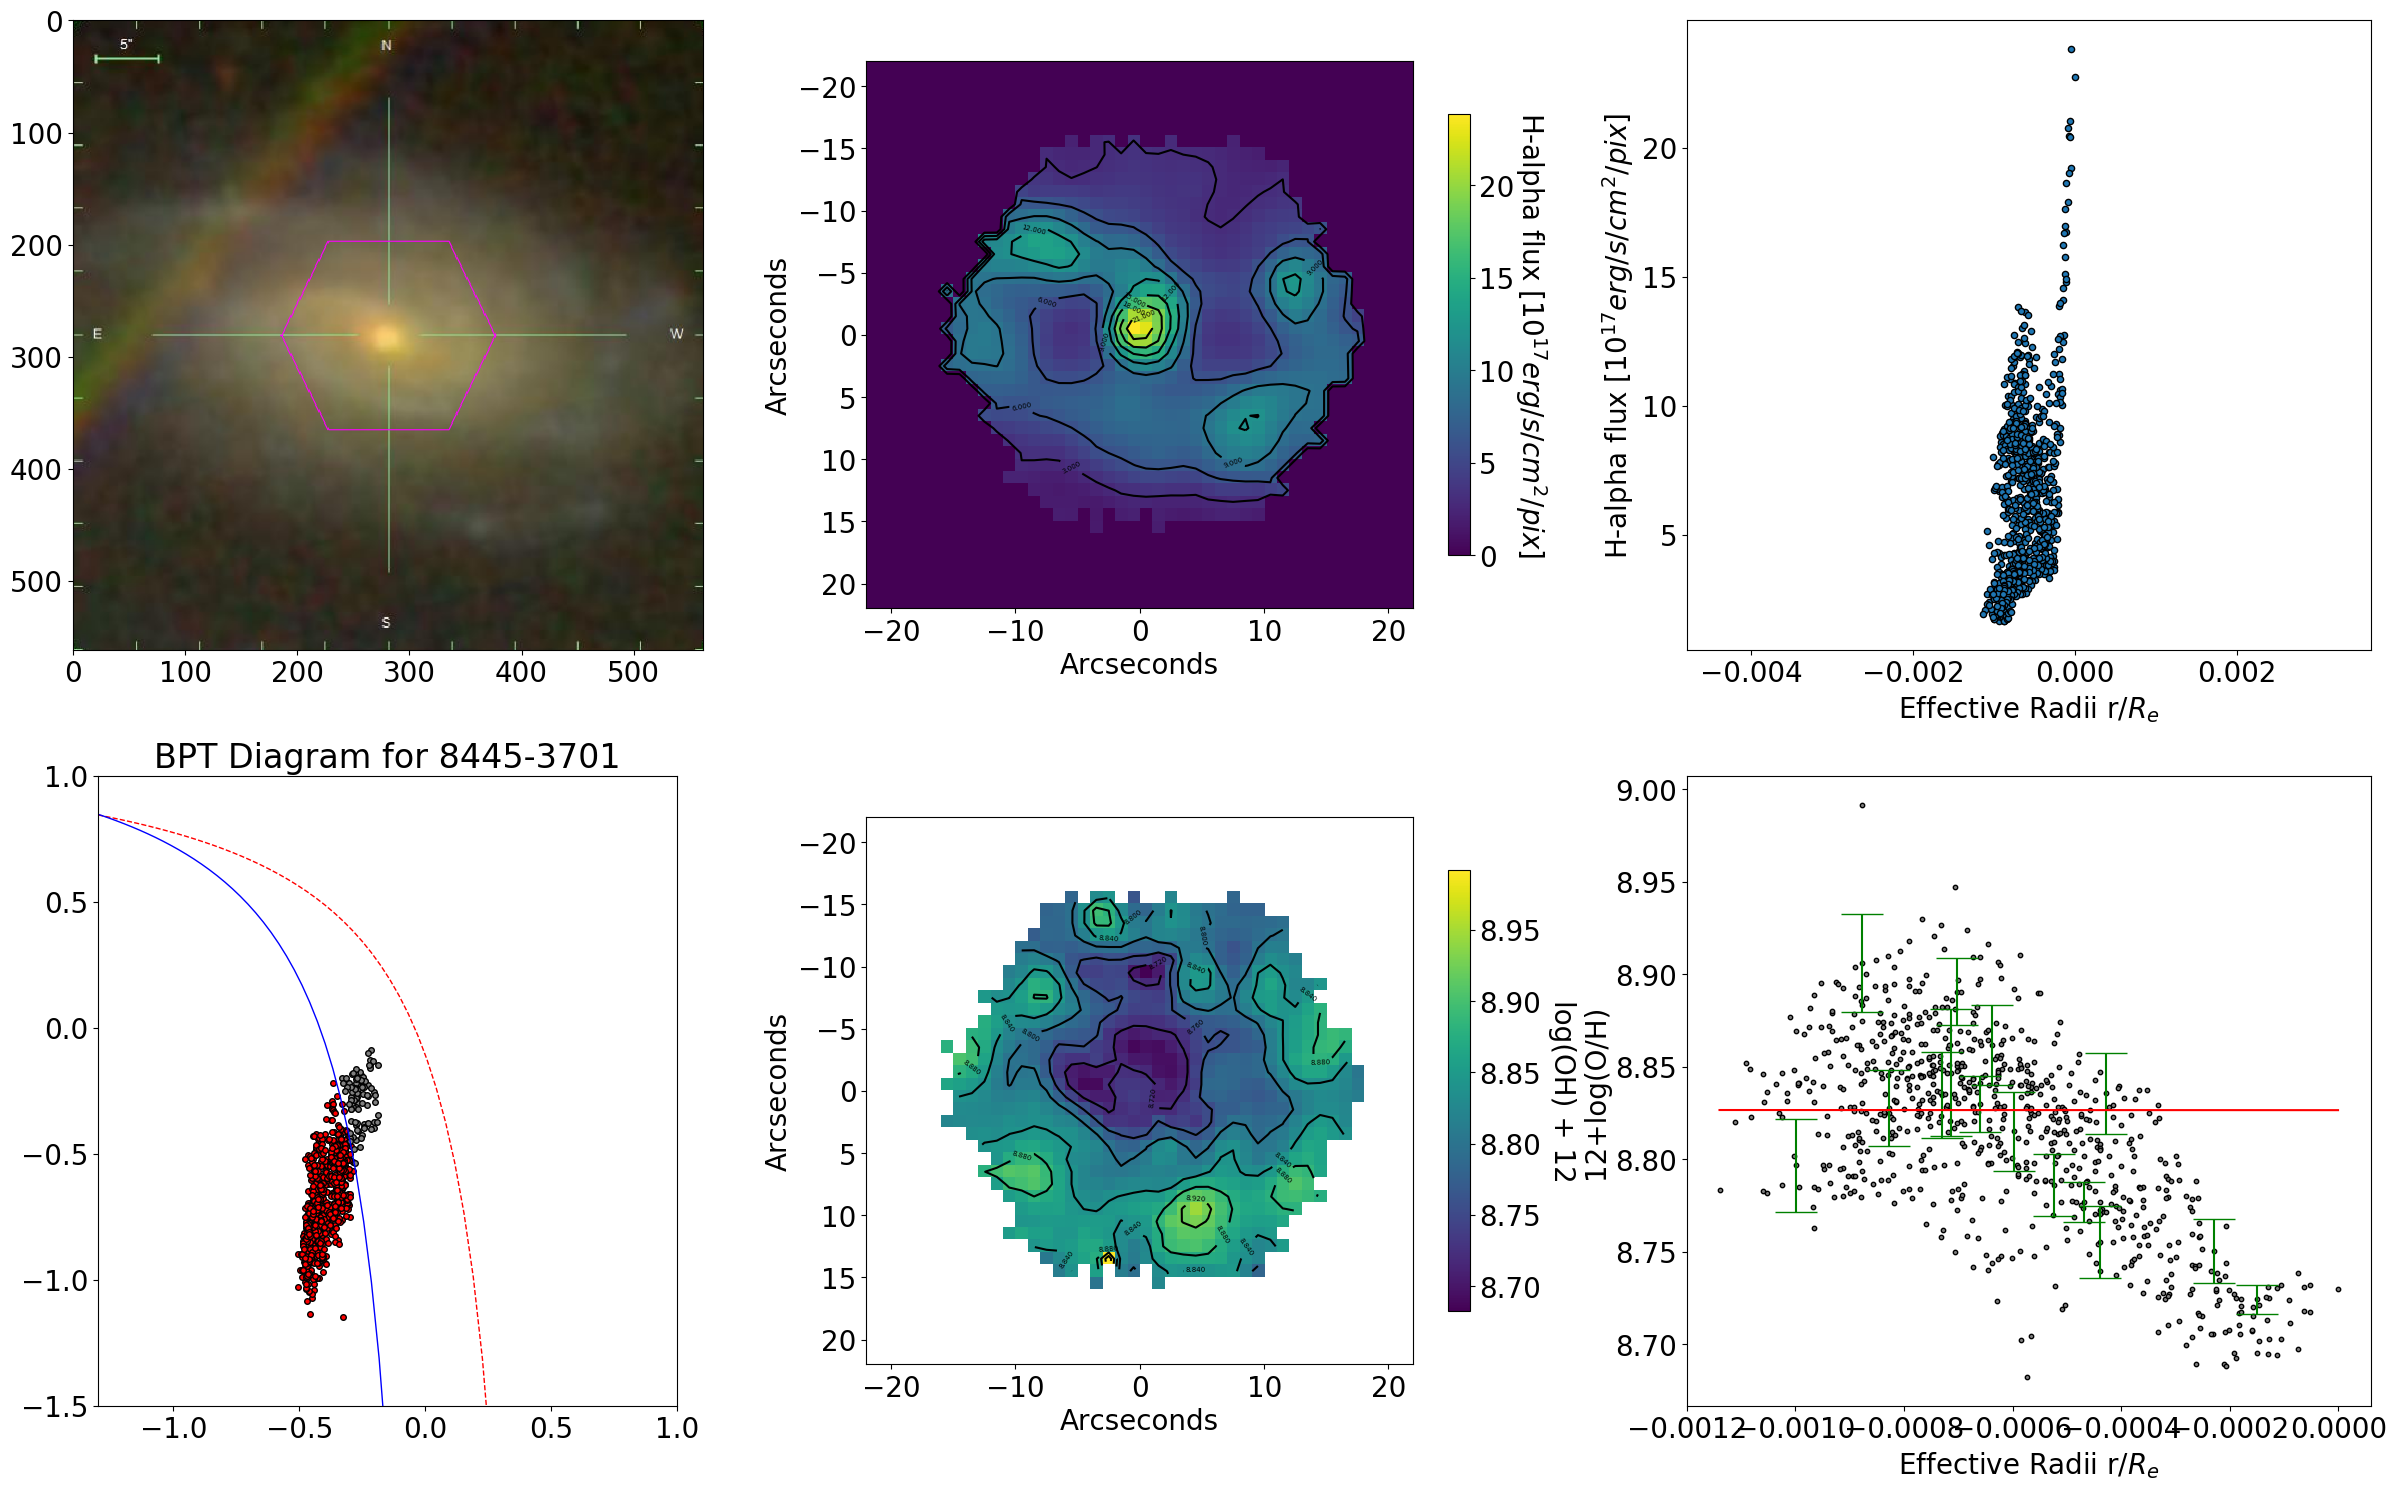 0
100
200
300
400
500
0 100 200 300 400 500
5"
N
E
W
S
−20
−15
−10
−5
0
5
10
15
20
−20 −10 0 10 20
Arcseconds
Arcseconds
20
15
10
5
0
H-alpha flux [10^17 erg/s/cm^2/pix]
H-alpha flux [10^17 erg/s/cm^2/pix]
20
15
10
5
−0.004 −0.002 0.000 0.002
Effective Radii r/R_e
BPT Diagram for 8445-3701
1.0
0.5
0.0
−0.5
−1.0
−1.5
−1.0 −0.5 0.0 0.5 1.0
−20
−15
−10
−5
0
5
10
15
20
−20 −10 0 10 20
Arcseconds
Arcseconds
8.95
8.90
8.85
8.80
8.75
8.70
12 + log(O/H)
12+log(O/H)
9.00
8.95
8.90
8.85
8.80
8.75
8.70
−0.0012 −0.0010 −0.0008 −0.0006 −0.0004 −0.0002 0.0000
Effective Radii r/R_e